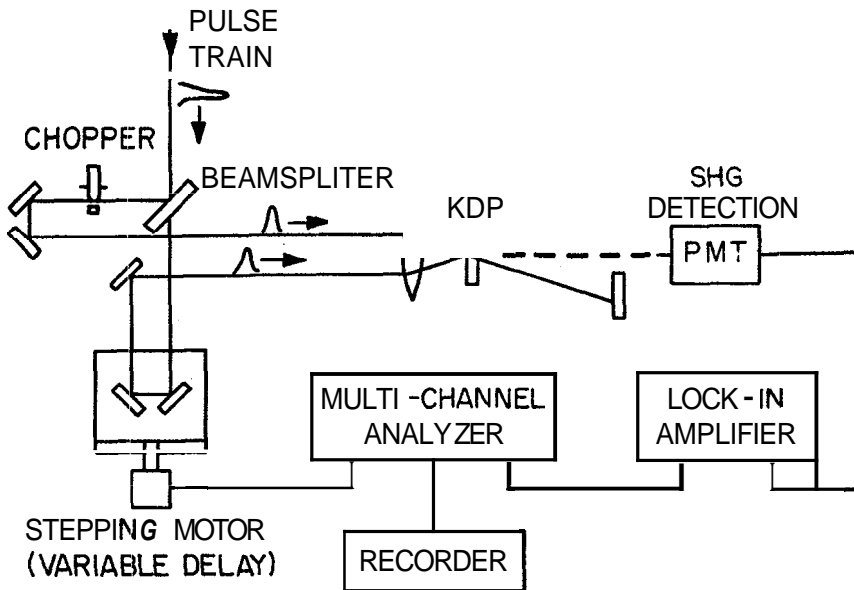 PULSE
TRAIN
CHOPPER
BEAMSPLITER
KDP
SHG
DETECTION
PMT
MULTI-CHANNEL
ANALYZER
LOCK-IN
AMPLIFIER
STEPPING MOTOR
(VARIABLE DELAY)
RECORDER